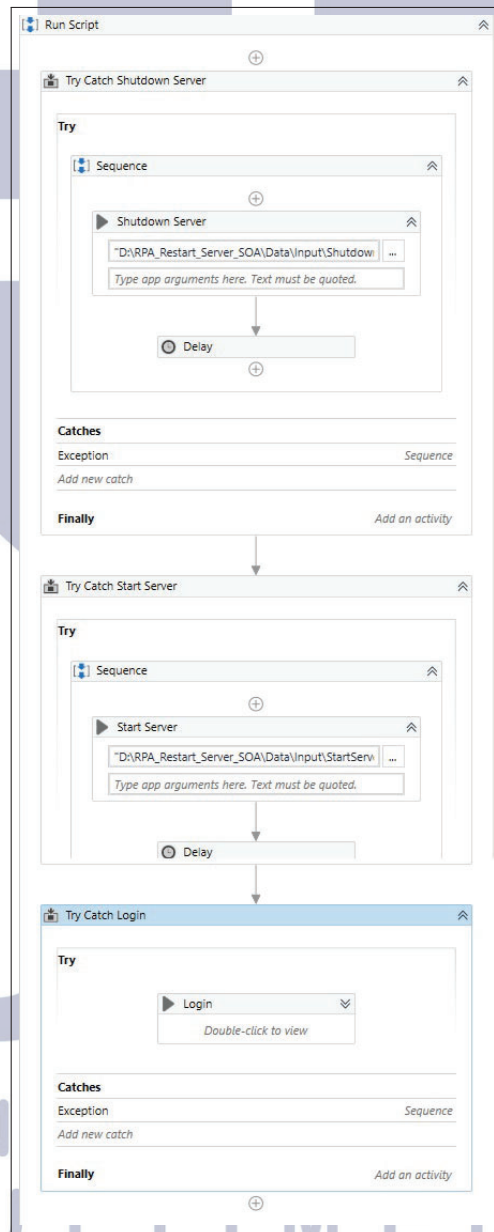 Run Script
Try Catch Shutdown Server
Try
Sequence
Shutdown Server
"D:\RPA_Restart_Server_SOA\Data\Input\Shutdow
...
Type app arguments here. Text must be quoted.
Delay
Catches
Exception Sequence
Add new catch
Finally Add an activity
Try Catch Start Server
Try
Sequence
Start Server
"D:\RPA_Restart_Server_SOA\Data\Input\StartServ
...
Type app arguments here. Text must be quoted.
Delay
Try Catch Login
Try
Login
Double-click to view
Catches
Exception Sequence
Add new catch
Finally Add an activity